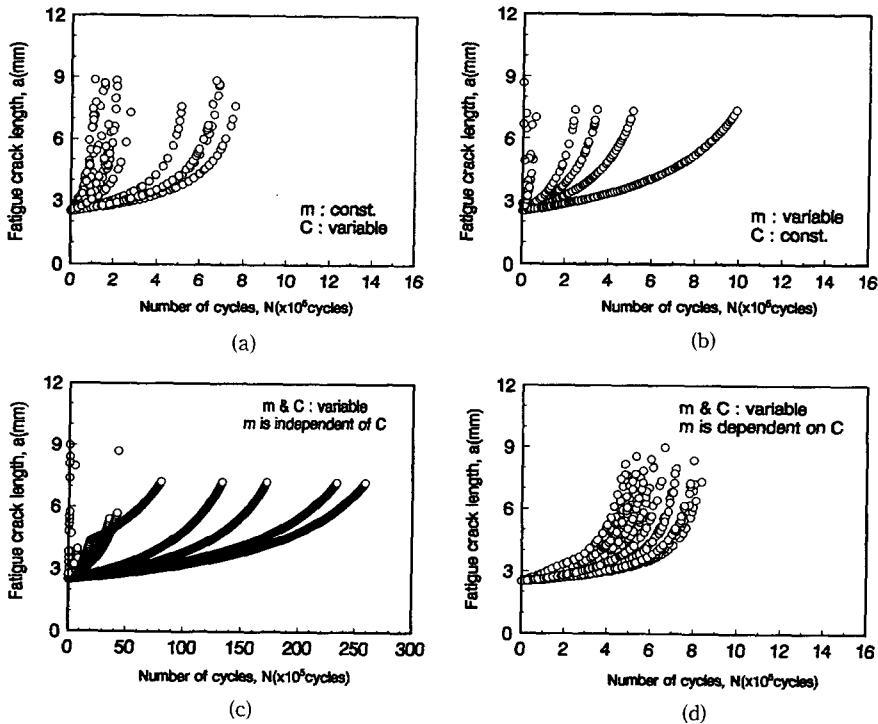 12
9
6
3
0
Fatigue crack length, a(mm)
m : const.
C : variable
0 2 4 6 8 10 12 14 16
Number of cycles, N(x10⁵cycles)
(a)
12
9
6
3
0
Fatigue crack length, a(mm)
m : variable
C : const.
0 2 4 6 8 10 12 14 16
Number of cycles, N(x10⁵cycles)
(b)
12
9
6
3
0
Fatigue crack length, a(mm)
m & C : variable
m is independent of C
0 50 100 150 200 250 300
Number of cycles, N(x10⁵cycles)
(c)
12
9
6
3
0
Fatigue crack length, a(mm)
m & C : variable
m is dependent on C
0 2 4 6 8 10 12 14 16
Number of cycles, N(x10⁵cycles)
(d)